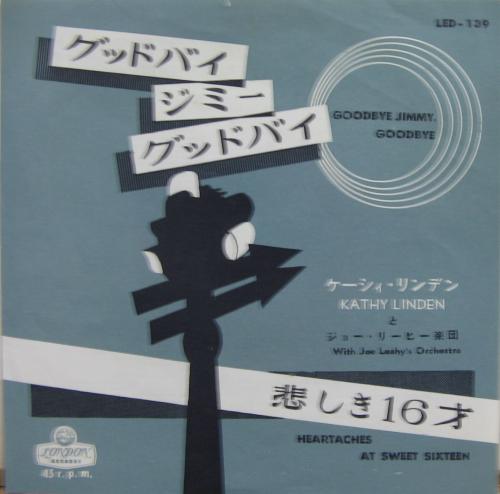 LED-139
グッドバイ
ジミー
グッドバイ
GOODBYE JIMMY,
GOODBYE
ケーシィ・リンデン
KATHY LINDEN
と
ジョー・リーヒー楽団
With Joe Leahy's Orchestra
悲しき16才
HEARTACHES
AT SWEET SIXTEEN
LONDON
45 r.p.m.